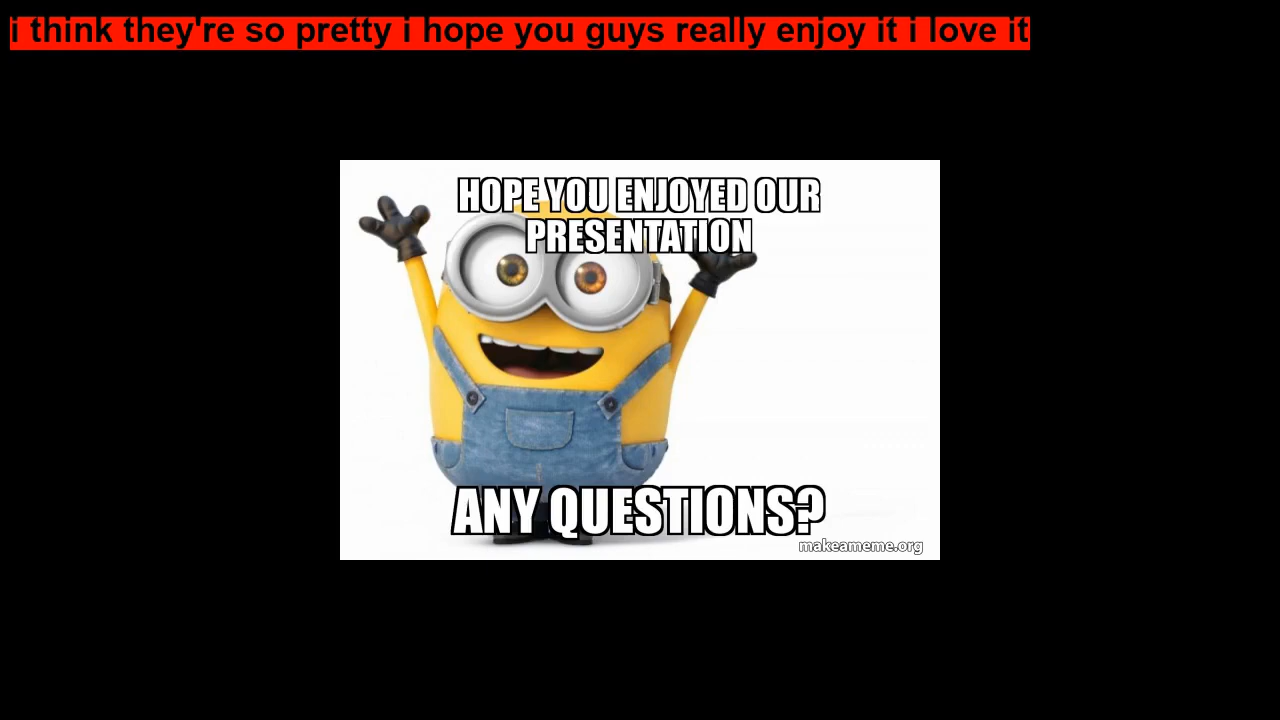 i think they're so pretty i hope you guys really enjoy it i love it
HOPE YOU ENJOYED OUR
PRESENTATION
ANY QUESTIONS?
makeameme.org